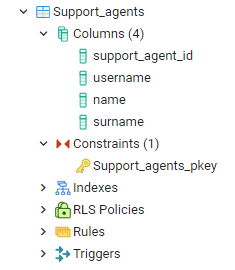 Support_agents
Columns (4)
support_agent_id
username
name
surname
Constraints (1)
Support_agents_pkey
Indexes
RLS Policies
Rules
Triggers